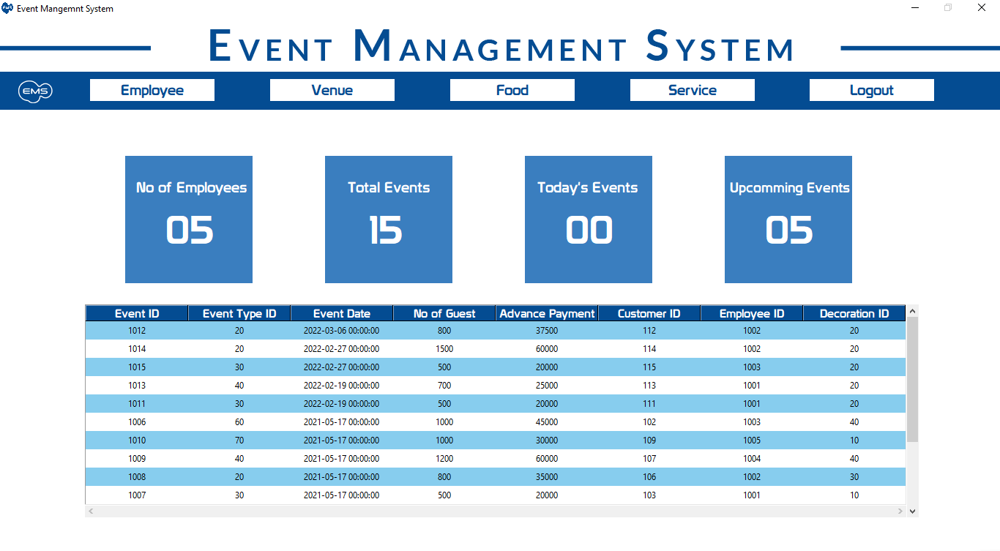 Event Mangemnt System
EVENT MANAGEMENT SYSTEM
EMS Employee Venue Food Service Logout
No of Employees Total Events Today's Events Upcomming Events
05 15 00 05
Event ID Event Type ID Event Date No of Guest Advance Payment Customer ID Employee ID Decoration ID
1012 20 2022-03-06 00:00:00 800 37500 112 1002 20
1014 20 2022-02-27 00:00:00 1500 60000 114 1002 20
1015 30 2022-02-27 00:00:00 500 20000 115 1003 20
1013 40 2022-02-19 00:00:00 700 25000 113 1001 20
1011 30 2022-02-19 00:00:00 500 20000 111 1001 20
1006 60 2021-05-17 00:00:00 1000 45000 102 1003 40
1010 70 2021-05-17 00:00:00 1000 30000 109 1005 10
1009 40 2021-05-17 00:00:00 1200 60000 107 1004 40
1008 20 2021-05-17 00:00:00 800 35000 106 1002 30
1007 30 2021-05-17 00:00:00 500 20000 103 1001 10